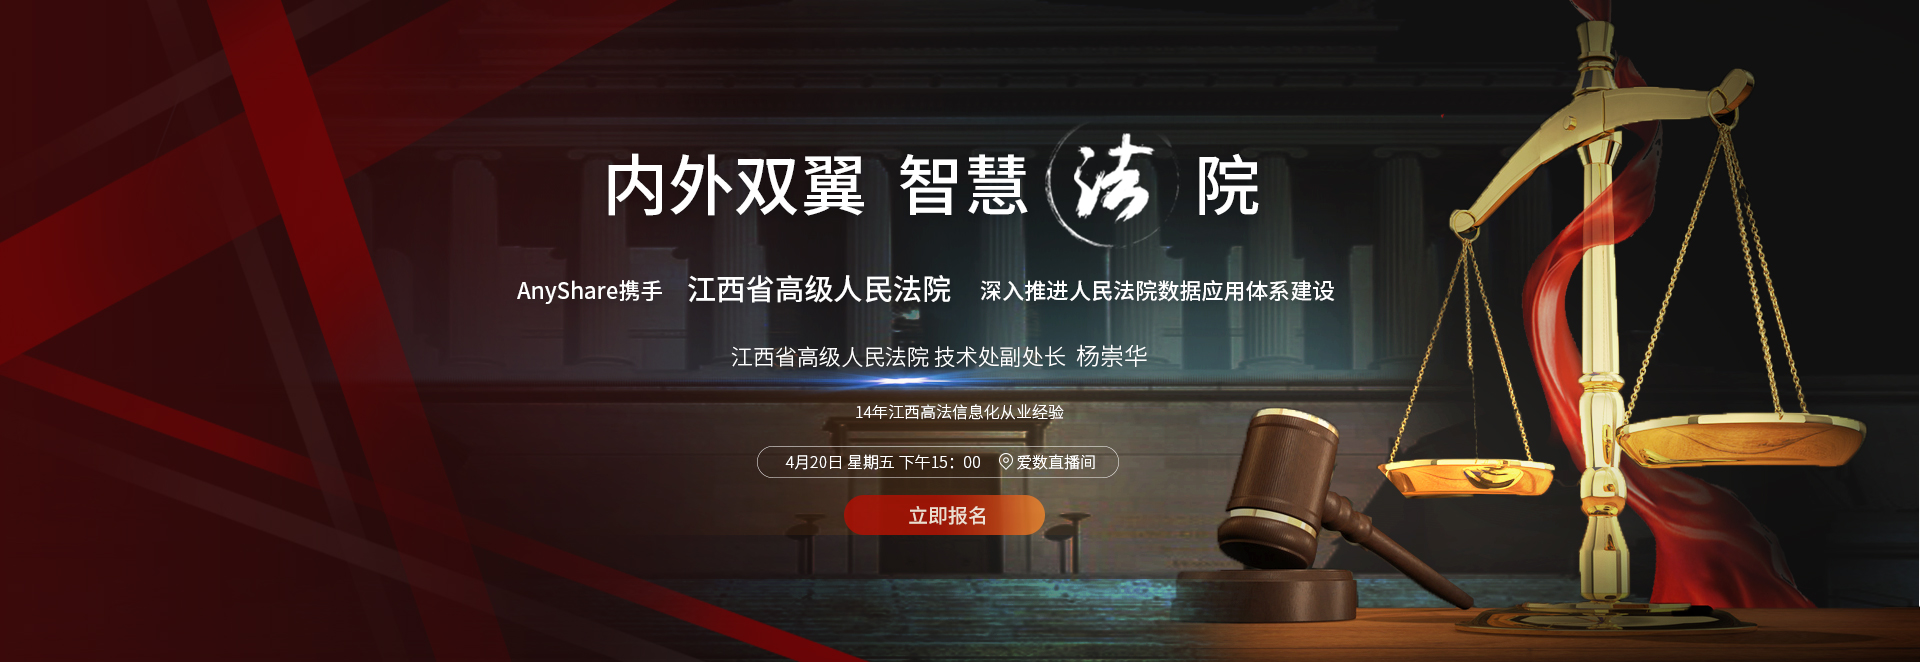 内外双翼 智慧法院
AnyShare携手 江西省高级人民法院 深入推进人民法院数据应用体系建设
江西省高级人民法院 技术处副处长 杨崇华
14年江西高法信息化从业经验
4月20日 星期五 下午15：00 爱数直播间
立即报名